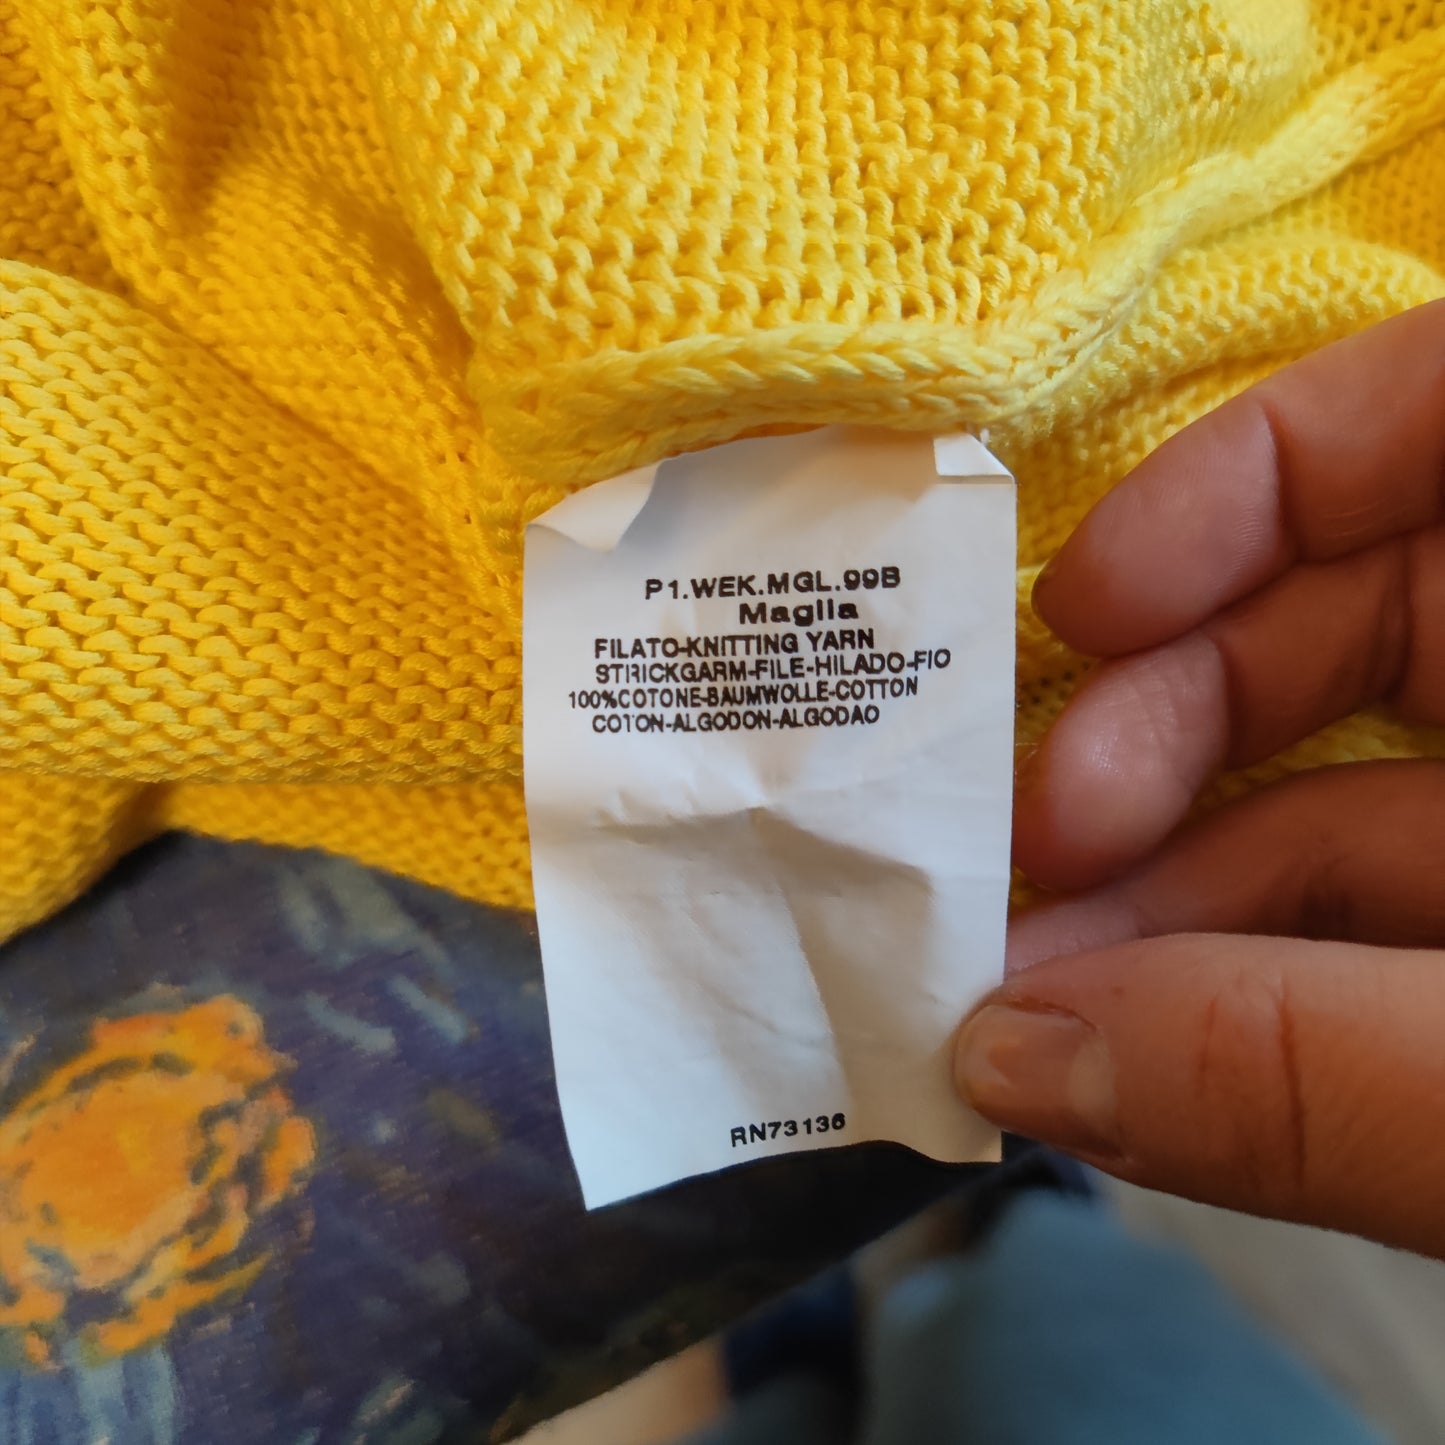 P1.WEK.MGL.99B
Maglia
FILATO-KNITTING YARN
STRICKGARM-FILE-HILADO-FIO
100%COTONE-BAUMWOLLE-COTTON
COTON-ALGODON-ALGODAO
RN73136